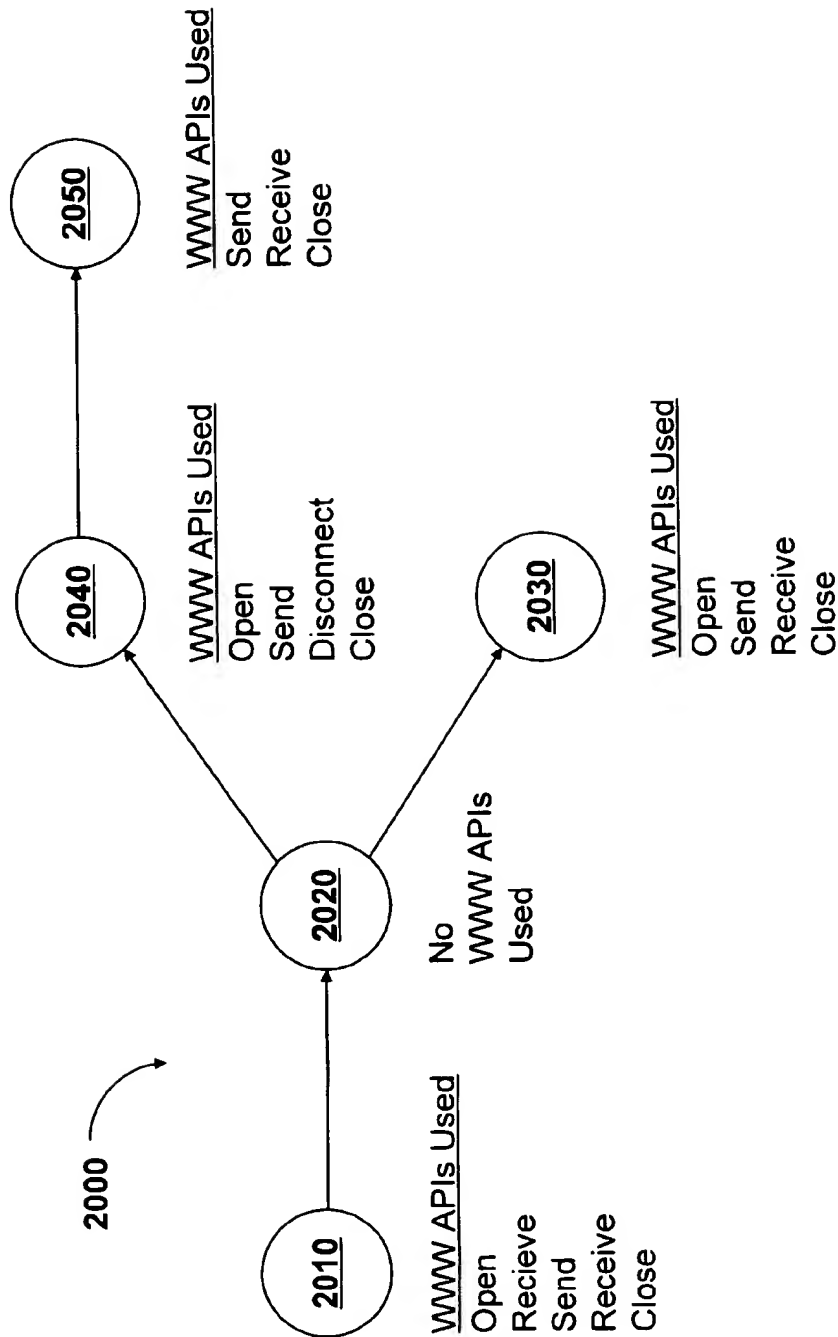 2000
2010
WWW APIs Used
Open
Recieve
Send
Receive
Close
2020
No
WWW APIs
Used
2040
WWW APIs Used
Open
Send
Disconnect
Close
2030
WWW APIs Used
Open
Send
Receive
Close
2050
WWW APIs Used
Send
Receive
Close